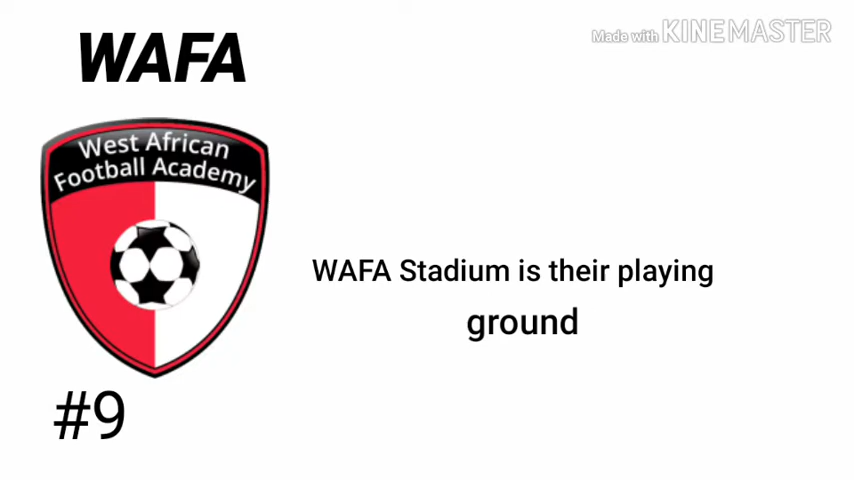 WAFA
Made with KINEMASTER
West African
Football Academy
WAFA Stadium is their playing
ground
#9